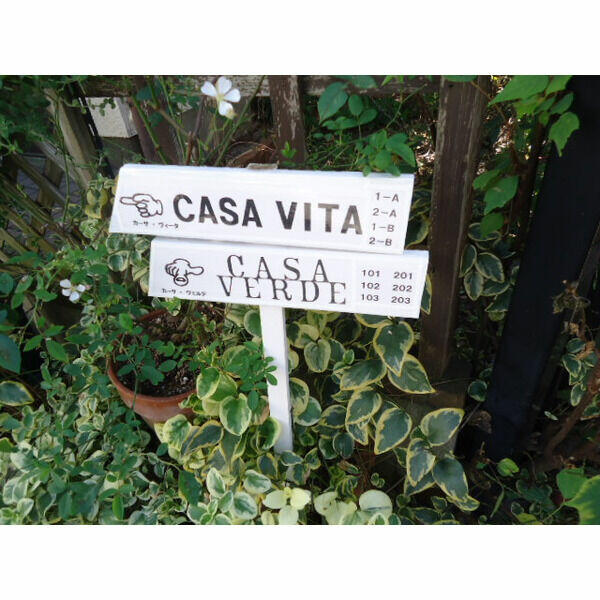 CASA VITA
カーサ・ヴィータ
1-A
2-A
1-B
2-B
CASA
VERDE
カーサ・ヴェルデ
101 201
102 202
103 203